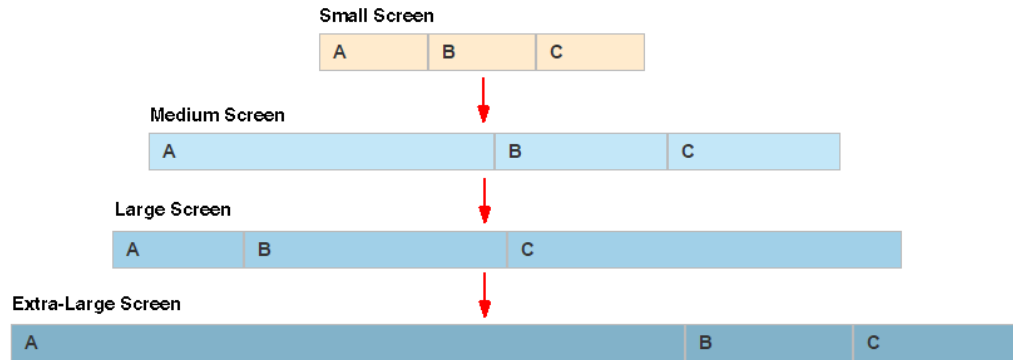 Small Screen
A B C
Medium Screen
A B C
Large Screen
A B C
Extra-Large Screen
A B C